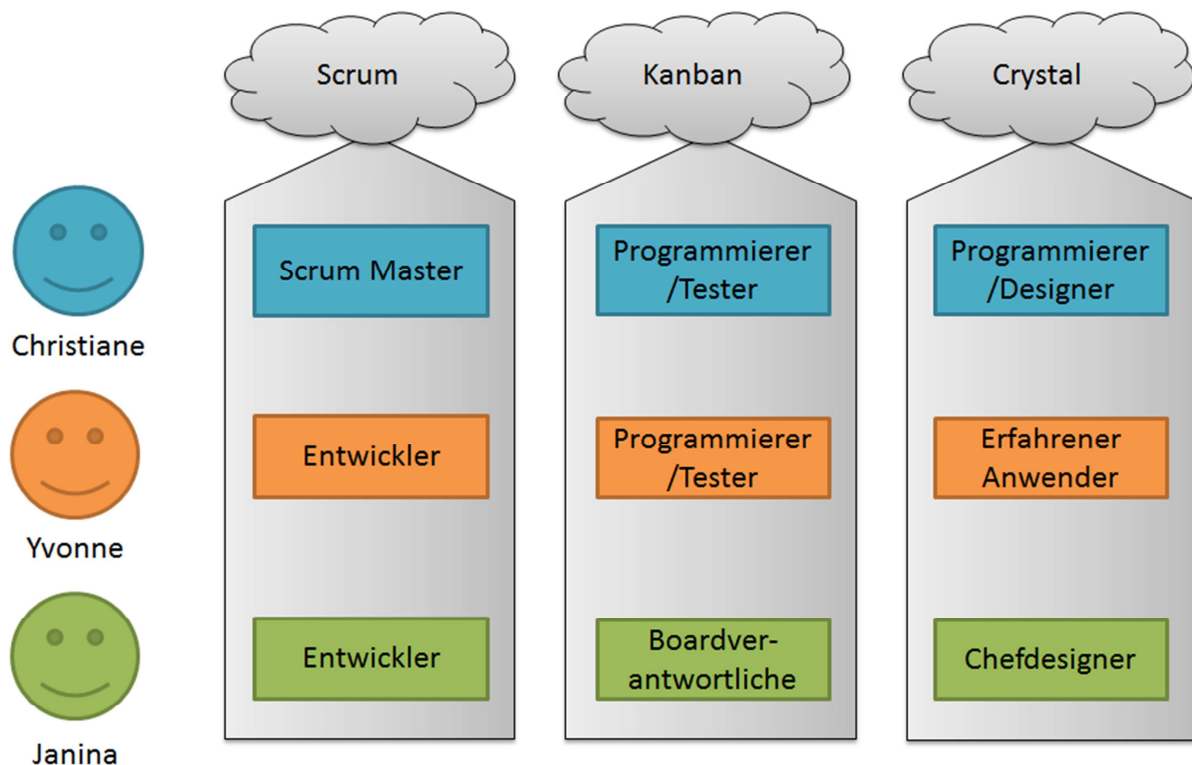 Scrum
Kanban
Crystal
Christiane
Scrum Master
Programmierer
/Tester
Programmierer
/Designer
Yvonne
Entwickler
Programmierer
/Tester
Erfahrener
Anwender
Janina
Entwickler
Boardver-
antwortliche
Chefdesigner